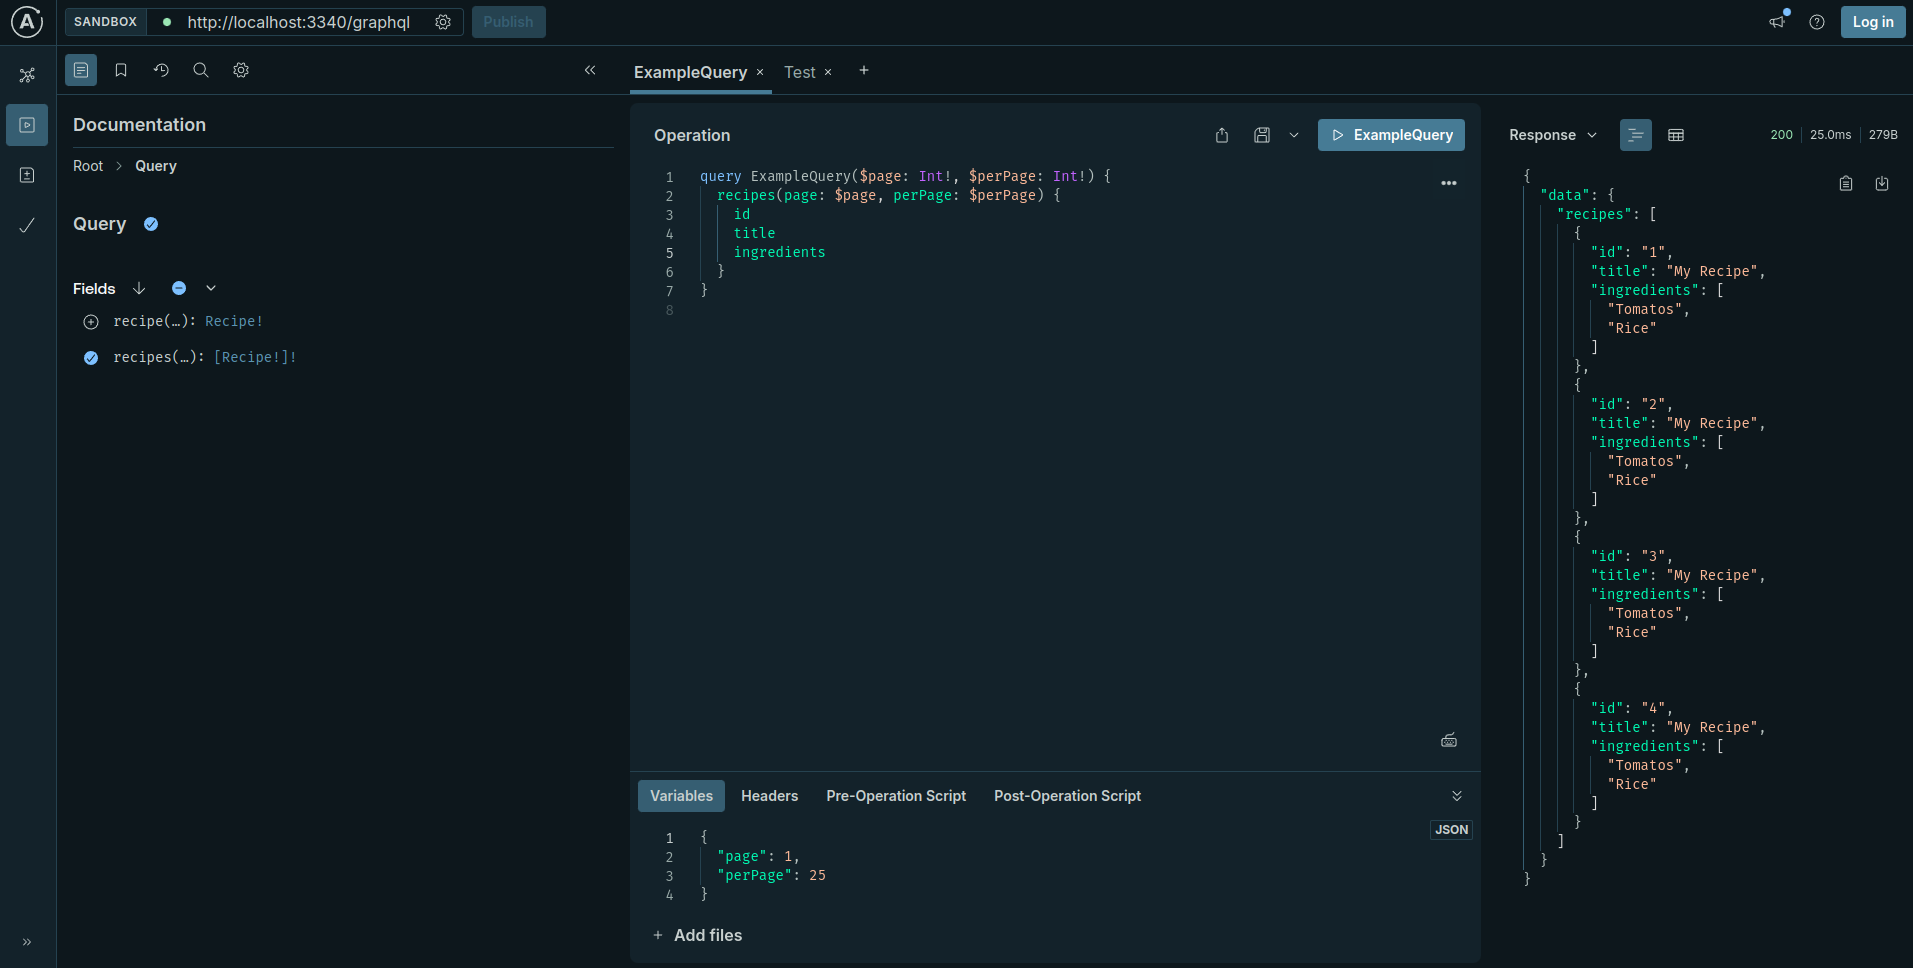 A SANDBOX http://localhost:3340/graphql Publish Log in
ExampleQuery Test
Documentation
Root > Query
Query
Fields
recipe(…): Recipe!
recipes(…): [Recipe!]!
Operation
ExampleQuery
1 query ExampleQuery($page: Int!, $perPage: Int!) {
2 recipes(page: $page, perPage: $perPage) {
3 id
4 title
5 ingredients
6 }
7 }
8
Variables Headers Pre-Operation Script Post-Operation Script
JSON
1 {
2 "page": 1,
3 "perPage": 25
4 }
+ Add files
Response 200 25.0ms 279B
{
"data": {
"recipes": [
{
"id": "1",
"title": "My Recipe",
"ingredients": [
"Tomatos",
"Rice"
]
},
{
"id": "2",
"title": "My Recipe",
"ingredients": [
"Tomatos",
"Rice"
]
},
{
"id": "3",
"title": "My Recipe",
"ingredients": [
"Tomatos",
"Rice"
]
},
{
"id": "4",
"title": "My Recipe",
"ingredients": [
"Tomatos",
"Rice"
]
}
]
}
}